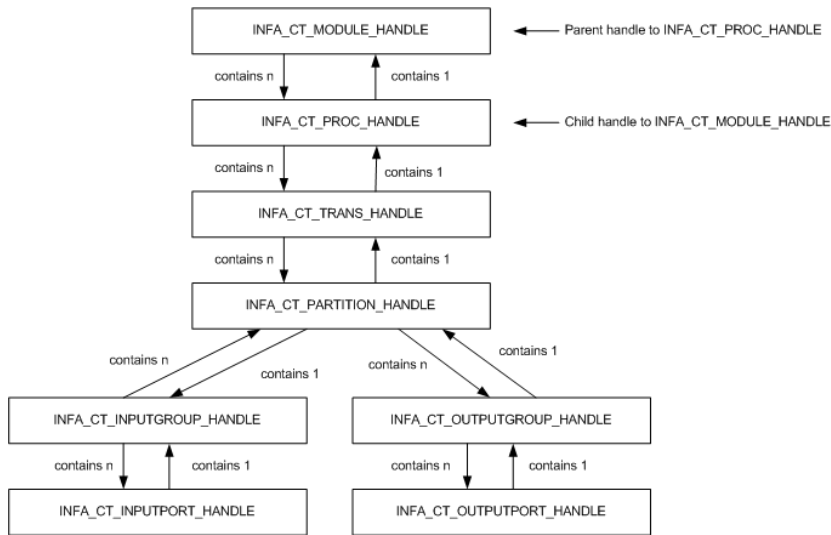 INFA_CT_MODULE_HANDLE
Parent handle to INFA_CT_PROC_HANDLE
contains n
contains 1
INFA_CT_PROC_HANDLE
Child handle to INFA_CT_MODULE_HANDLE
contains n
contains 1
INFA_CT_TRANS_HANDLE
contains n
contains 1
INFA_CT_PARTITION_HANDLE
contains n
contains 1
contains n
contains 1
INFA_CT_INPUTGROUP_HANDLE
INFA_CT_OUTPUTGROUP_HANDLE
contains n
contains 1
contains n
contains 1
INFA_CT_INPUTPORT_HANDLE
INFA_CT_OUTPUTPORT_HANDLE